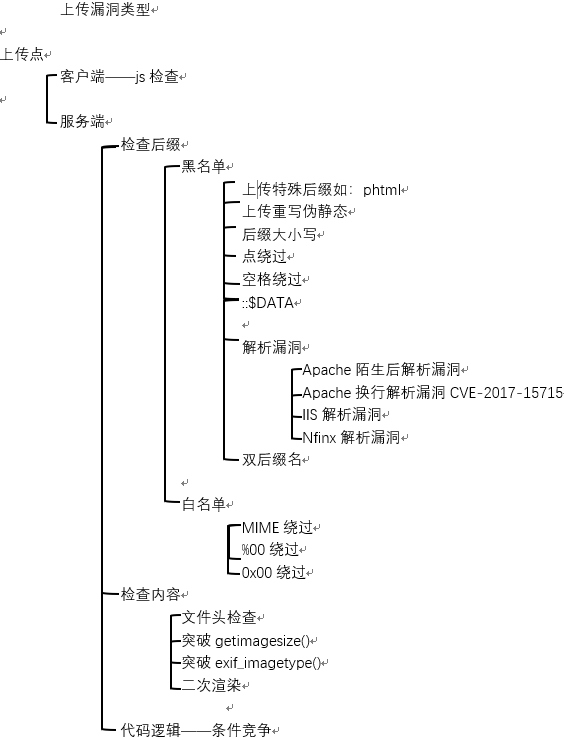 上传漏洞类型
上传点
客户端——js 检查
服务端
检查后缀
黑名单
上传特殊后缀如：phtml
上传重写伪静态
后缀大小写
点绕过
空格绕过
::$DATA
解析漏洞
Apache 陌生后解析漏洞
Apache 换行解析漏洞 CVE-2017-15715
IIS 解析漏洞
Nfinx 解析漏洞
双后缀名
白名单
MIME 绕过
%00 绕过
0x00 绕过
检查内容
文件头检查
突破 getimagesize()
突破 exif_imagetype()
二次渲染
代码逻辑——条件竞争